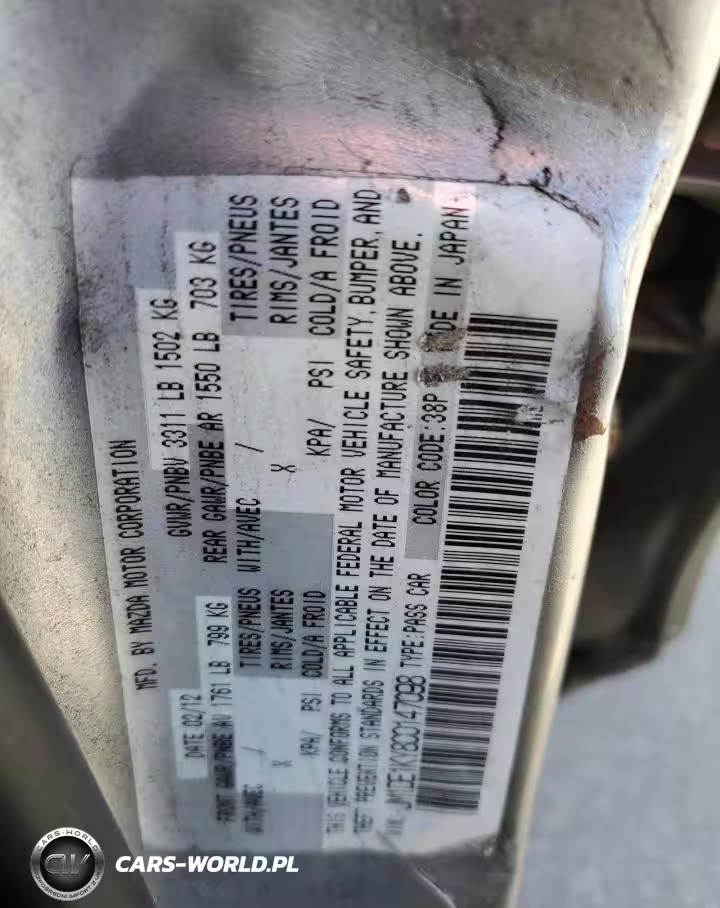 MFD. BY MAZDA MOTOR CORPORATION
DATE 02/12
GVWR/PNBV 3311 LB 1502 KG
FRONT GAWR/PNBE AV 1761 LB 799 KG
REAR GAWR/PNBE AR 1550 LB 703 KG
WITH/AVEC / TIRES/PNEUS
X RIMS/JANTES
KPA/ PSI COLD/A FROID
WITH/AVEC / TIRES/PNEUS
X RIMS/JANTES
KPA/ PSI COLD/A FROID
THIS VEHICLE CONFORMS TO ALL APPLICABLE FEDERAL MOTOR VEHICLE SAFETY, BUMPER, AND
THEFT PREVENTION STANDARDS IN EFFECT ON THE DATE OF MANUFACTURE SHOWN ABOVE.
TYPE:PASS CAR
COLOR CODE:38P
IN JAPAN
CARS-WORLD
CW
CARS-WORLD.PL